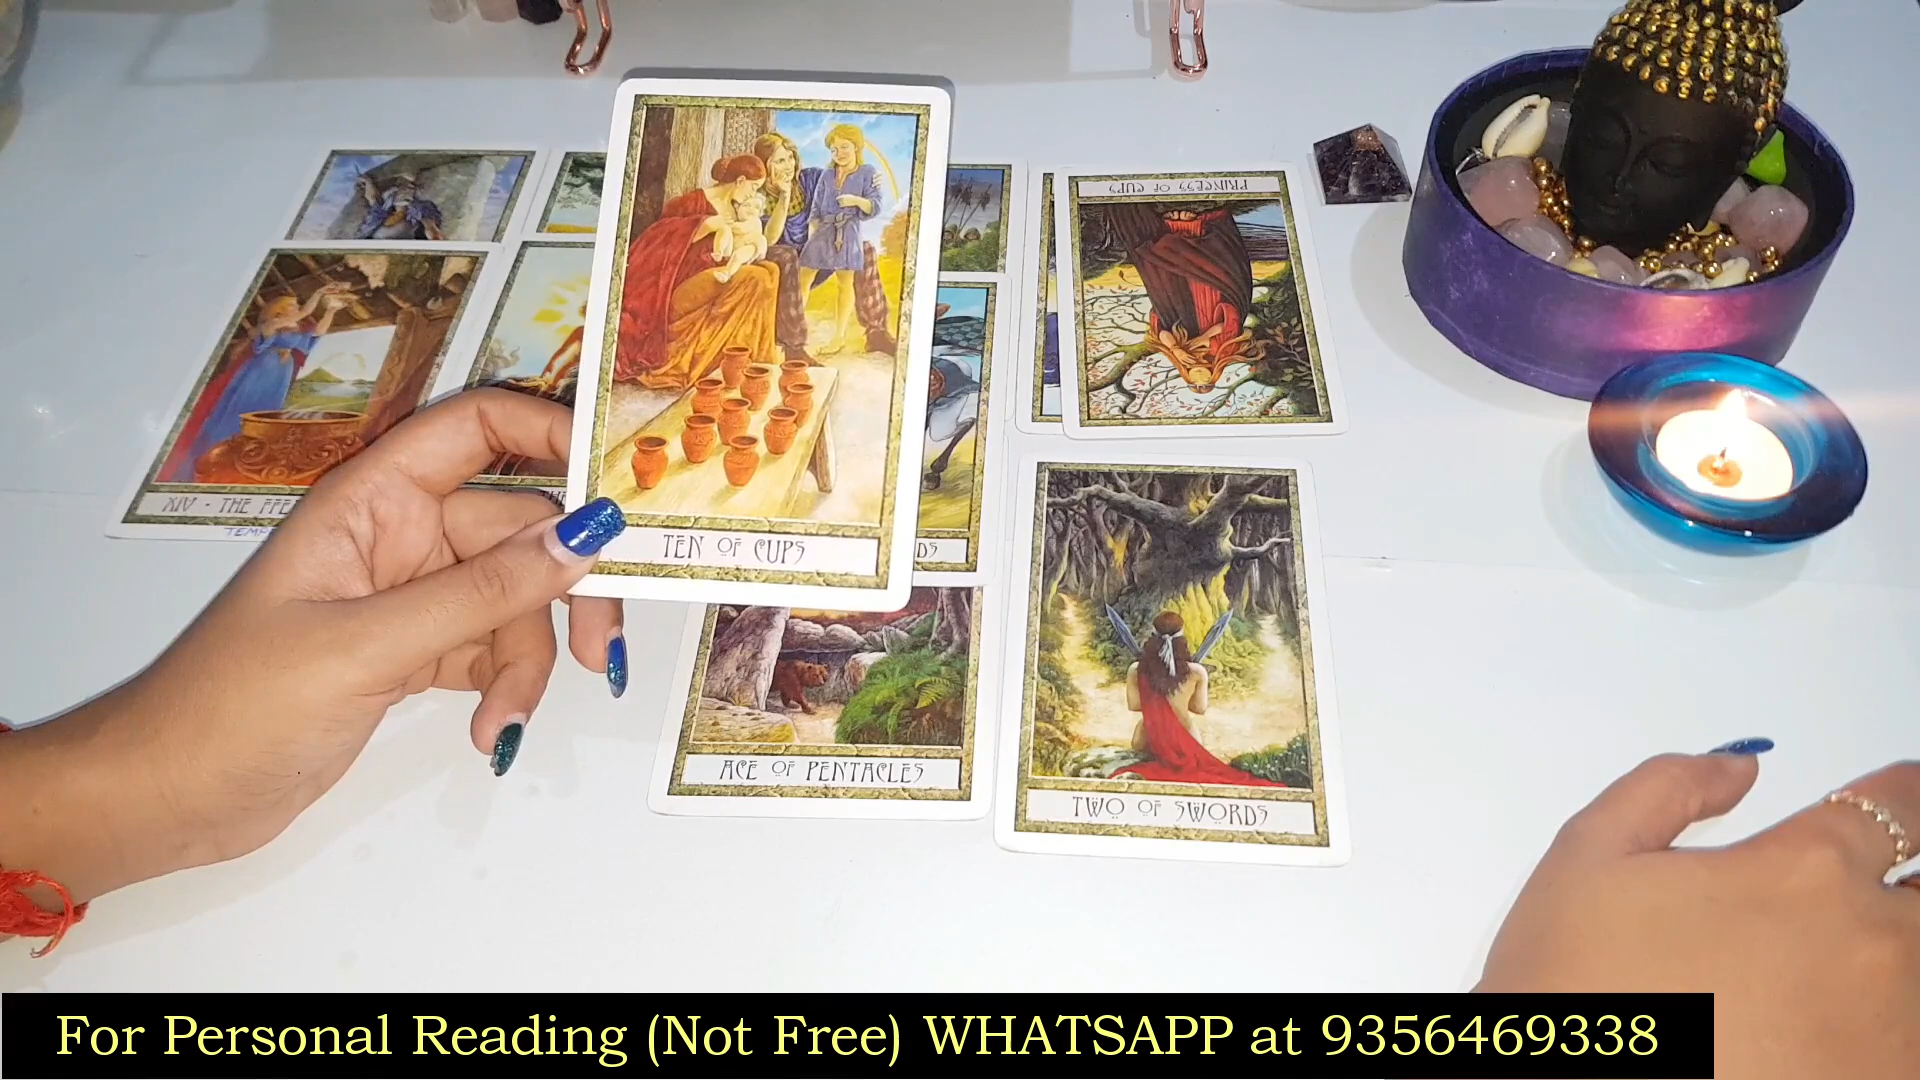 PRINCESS OF CUPS
XIV - THE
TEN OF CUPS
ACE OF PENTACLES
TWO OF SWORDS
For Personal Reading (Not Free) WHATSAPP at 9356469338